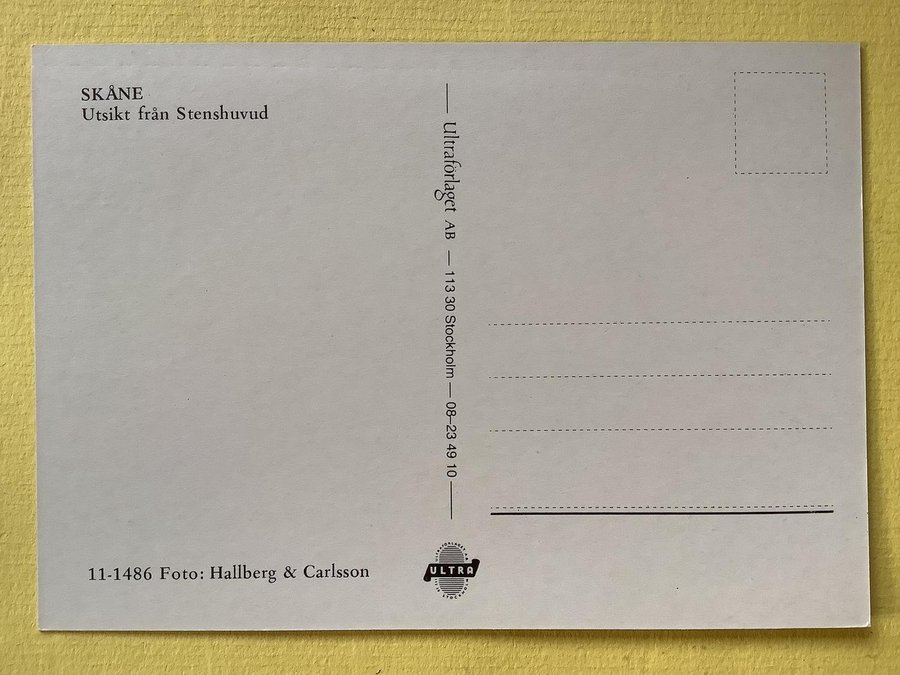 SKÅNE
Utsikt från Stenshuvud
Ultraförlaget AB — 113 30 Stockholm — 08-23 49 10
11-1486 Foto: Hallberg & Carlsson
ULTRA